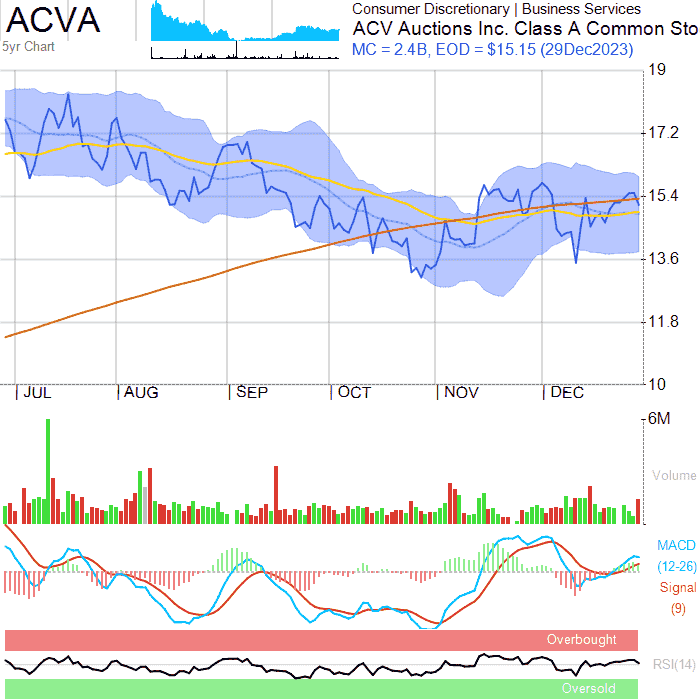 ACVA
5yr Chart
Consumer Discretionary | Business Services
ACV Auctions Inc. Class A Common Sto
MC = 2.4B, EOD = $15.15 (29Dec2023)
19
17.2
15.4
13.6
11.8
10
|JUL |AUG |SEP |OCT |NOV |DEC
6M
Volume
MACD
(12-26)
Signal
(9)
Overbought
RSI(14)
Oversold